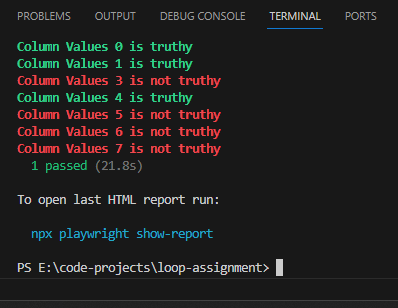 PROBLEMS OUTPUT DEBUG CONSOLE TERMINAL PORTS
Column Values 0 is truthy
Column Values 1 is truthy
Column Values 3 is not truthy
Column Values 4 is truthy
Column Values 5 is not truthy
Column Values 6 is not truthy
Column Values 7 is not truthy
1 passed (21.8s)
To open last HTML report run:
npx playwright show-report
PS E:\code-projects\loop-assignment>